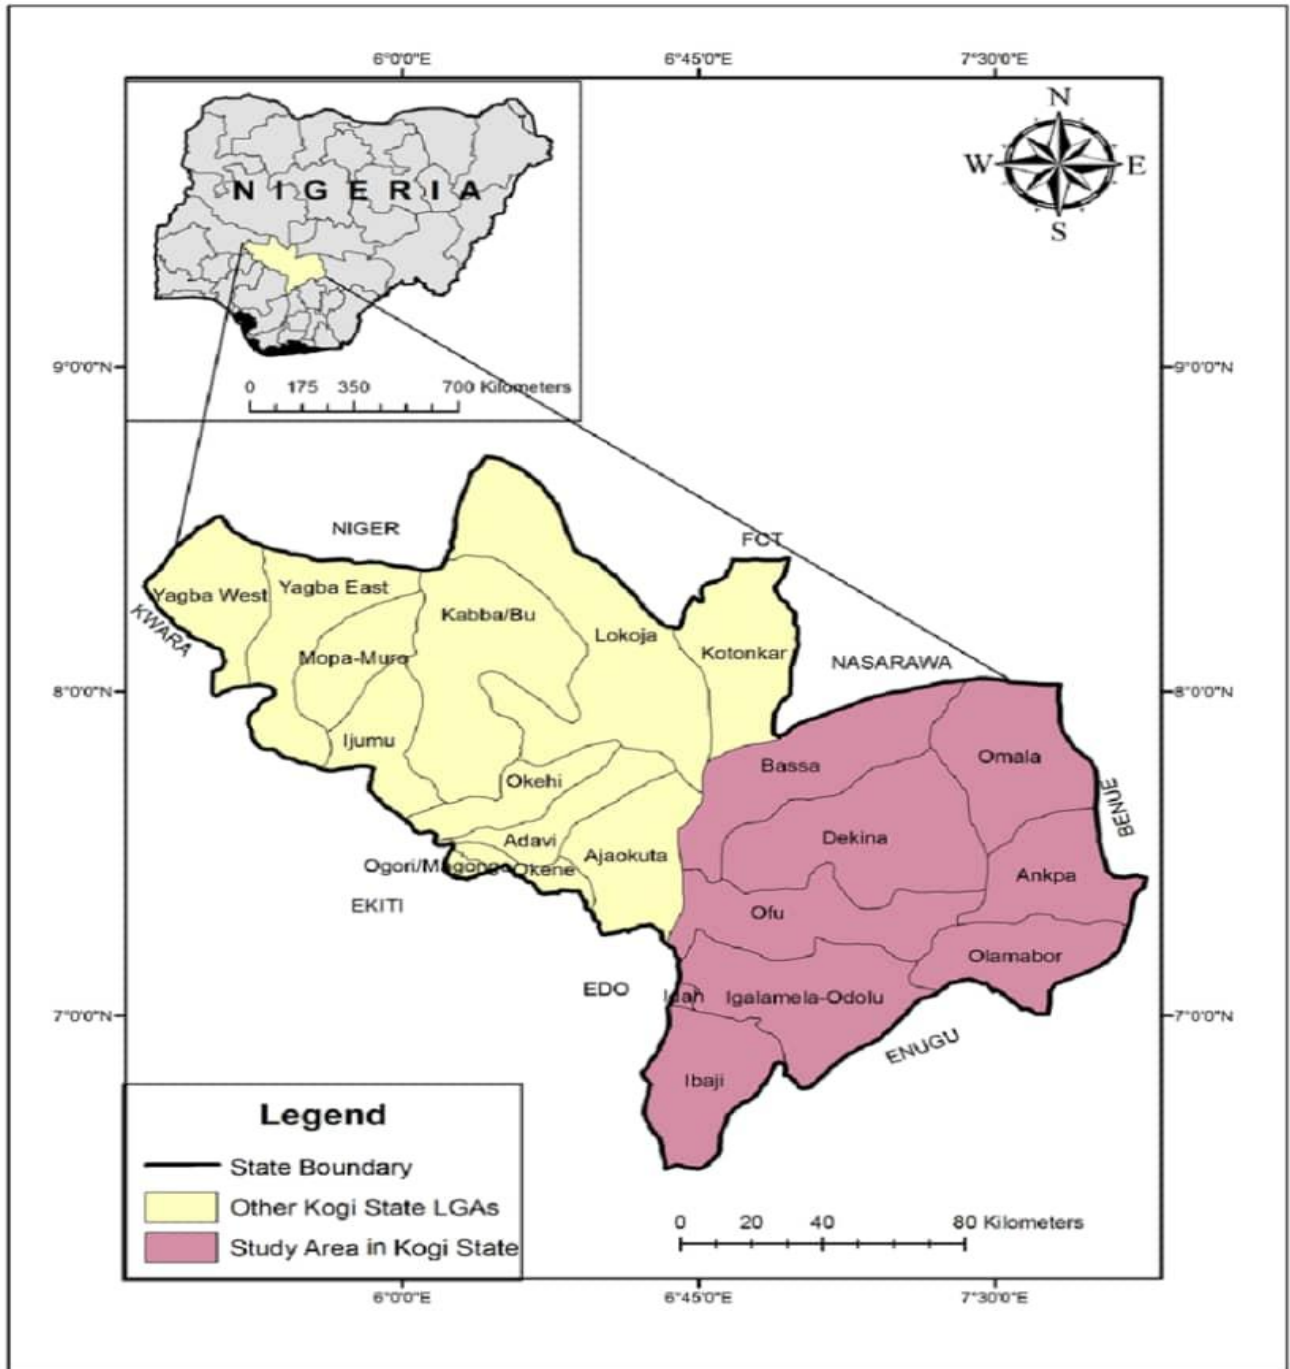 6°0'0"E 6°45'0"E 7°30'0"E
N
W E
S
NIGERIA
9°0'0"N 9°0'0"N
0 175 350 700 Kilometers
NIGER
FCT
Yagba West
Yagba East
Kabba/Bu
KWARA
Lokoja
Mopa-Muro
Kotonkar
NASARAWA
8°0'0"N 8°0'0"N
Ijumu
Bassa
Omala
Okehi
BENUE
Adavi
Dekina
Ajaokuta
Ogori/Magongo
Okene
Ankpa
EKITI
Ofu
Olamabor
EDO
Idah
Igalamela-Odolu
7°0'0"N 7°0'0"N
ENUGU
Ibaji
Legend
State Boundary
Other Kogi State LGAs
Study Area in Kogi State
0 20 40 80 Kilometers
6°0'0"E 6°45'0"E 7°30'0"E